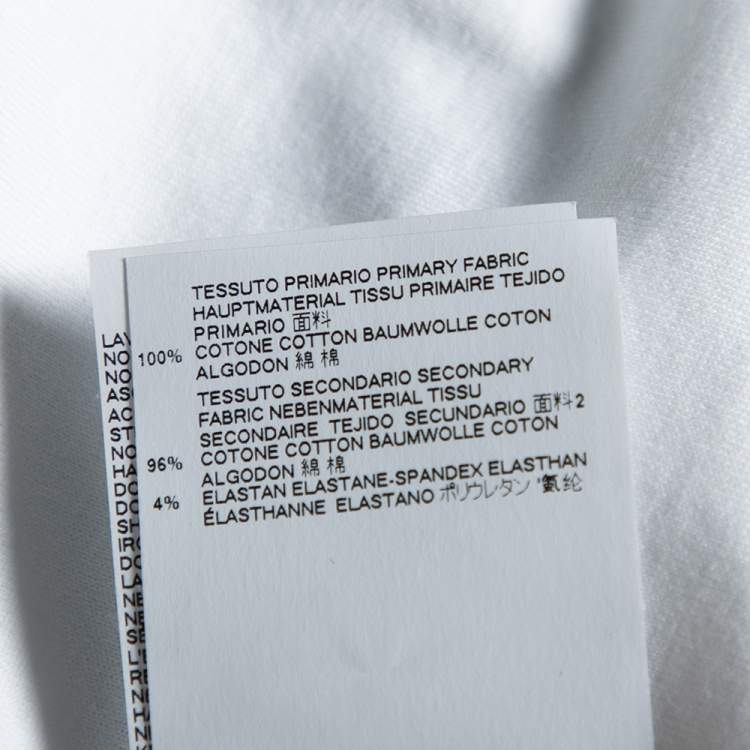 TESSUTO PRIMARIO PRIMARY FABRIC
HAUPTMATERIAL TISSU PRIMAIRE TEJIDO
PRIMARIO 面料
100% COTONE COTTON BAUMWOLLE COTON
ALGODON 綿 棉
TESSUTO SECONDARIO SECONDARY
FABRIC NEBENMATERIAL TISSU
SECONDAIRE TEJIDO SECUNDARIO 面料2
96% COTONE COTTON BAUMWOLLE COTON
ALGODON 綿 棉
4% ELASTAN ELASTANE-SPANDEX ELASTHAN
ÉLASTHANNE ELASTANO ポリウレタン 氨纶